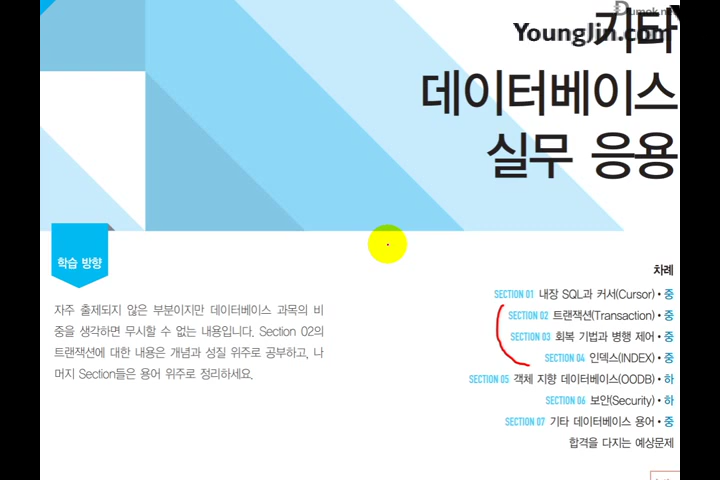 YoungJin.com
기타
데이터베이스
실무 응용
학습 방향
자주 출제되지 않은 부분이지만 데이터베이스 과목의 비
중을 생각하면 무시할 수 없는 내용입니다. Section 02의
트랜잭션에 대한 내용은 개념과 성질 위주로 공부하고, 나
머지 Section들은 용어 위주로 정리하세요.
차례
SECTION 01 내장 SQL과 커서(Cursor) • 중
SECTION 02 트랜잭션(Transaction) • 중
SECTION 03 회복 기법과 병행 제어 • 중
SECTION 04 인덱스(INDEX) • 중
SECTION 05 객체 지향 데이터베이스(OODB) • 하
SECTION 06 보안(Security) • 하
SECTION 07 기타 데이터베이스 용어 • 중
합격을 다지는 예상문제